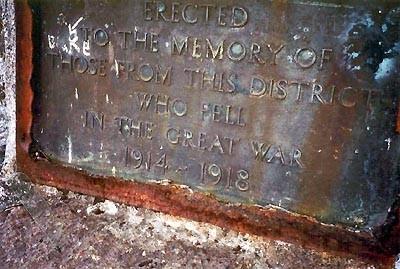 ERECTED
TO THE MEMORY OF
THOSE FROM THIS DISTRICT
WHO FELL
IN THE GREAT WAR
1914 - 1918